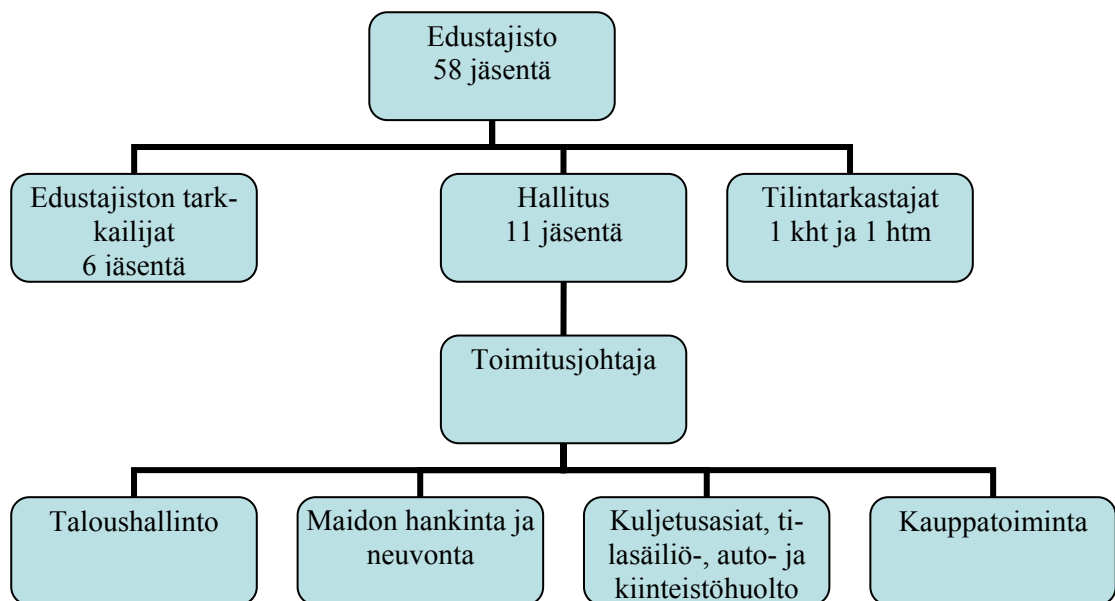 Edustajisto
58 jäsentä
Edustajiston tark-
kailijat
6 jäsentä
Hallitus
11 jäsentä
Tilintarkastajat
1 kht ja 1 htm
Toimitusjohtaja
Taloushallinto
Maidon hankinta ja
neuvonta
Kuljetusasiat, ti-
lasäiliö-, auto- ja
kiinteistöhuolto
Kauppatoiminta